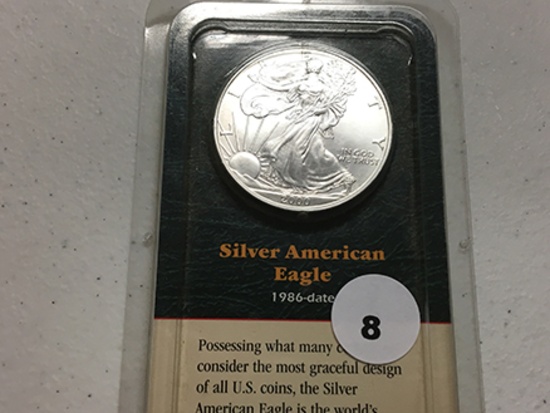 LIBERTY
IN GOD
WE TRUST
2000
Silver American
Eagle
1986-date
8
Possessing what many
consider the most graceful design
of all U.S. coins, the Silver
American Eagle is the world's